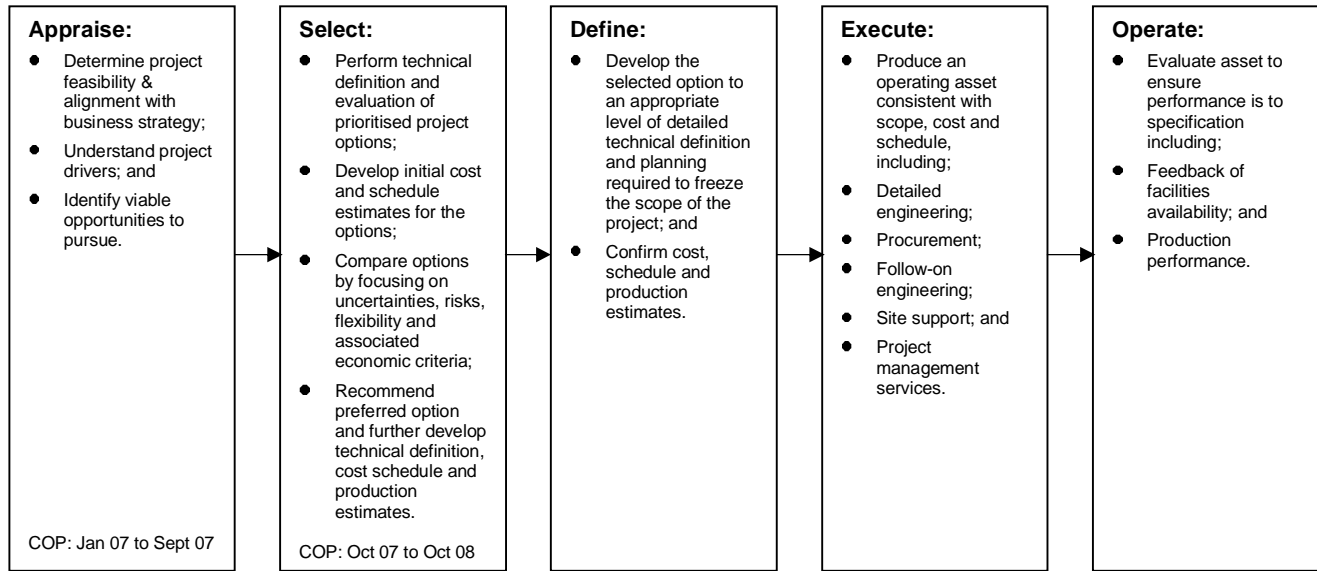 Appraise:
● Determine project
feasibility &
alignment with
business strategy;
● Understand project
drivers; and
● Identify viable
opportunities to
pursue.
COP: Jan 07 to Sept 07
Select:
● Perform technical
definition and
evaluation of
prioritised project
options;
● Develop initial cost
and schedule
estimates for the
options;
● Compare options
by focusing on
uncertainties, risks,
flexibility and
associated
economic criteria;
● Recommend
preferred option
and further develop
technical definition,
cost schedule and
production
estimates.
COP: Oct 07 to Oct 08
Define:
● Develop the
selected option to
an appropriate
level of detailed
technical definition
and planning
required to freeze
the scope of the
project; and
● Confirm cost,
schedule and
production
estimates.
Execute:
● Produce an
operating asset
consistent with
scope, cost and
schedule,
including;
● Detailed
engineering;
● Procurement;
● Follow-on
engineering;
● Site support; and
● Project
management
services.
Operate:
● Evaluate asset to
ensure
performance is to
specification
including;
● Feedback of
facilities
availability; and
● Production
performance.